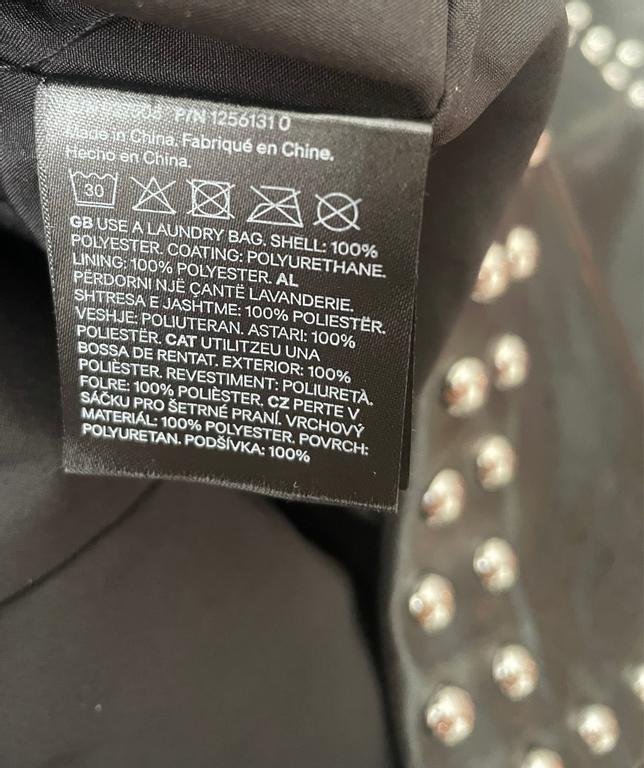 P/N 1256131 0
Made in China. Fabriqué en Chine.
Hecho en China.
30
GB USE A LAUNDRY BAG. SHELL: 100%
POLYESTER. COATING: POLYURETHANE.
LINING: 100% POLYESTER. AL
PËRDORNI NJË ÇANTË LAVANDERIE.
SHTRESA E JASHTME: 100% POLIESTËR.
VESHJE: POLIUTERAN. ASTARI: 100%
POLIESTËR. CAT UTILITZEU UNA
BOSSA DE RENTAT. EXTERIOR: 100%
POLIÈSTER. REVESTIMENT: POLIURETÀ.
FOLRE: 100% POLIÈSTER. CZ PERTE V
SÁČKU PRO ŠETRNÉ PRANÍ. VRCHOVÝ
MATERIÁL: 100% POLYESTER. POVRCH:
POLYURETAN. PODŠÍVKA: 100%